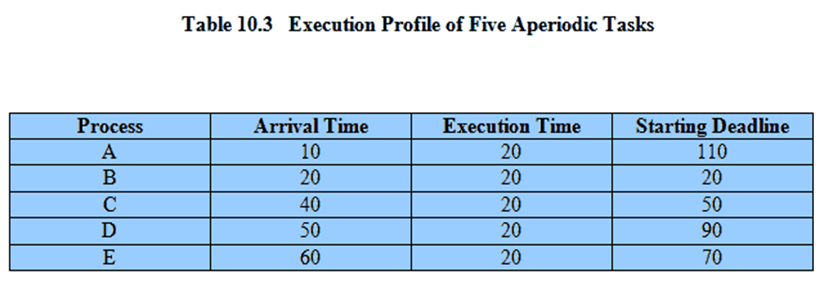 Table 10.3 Execution Profile of Five Aperiodic Tasks
Process Arrival Time Execution Time Starting Deadline
A 10 20 110
B 20 20 20
C 40 20 50
D 50 20 90
E 60 20 70